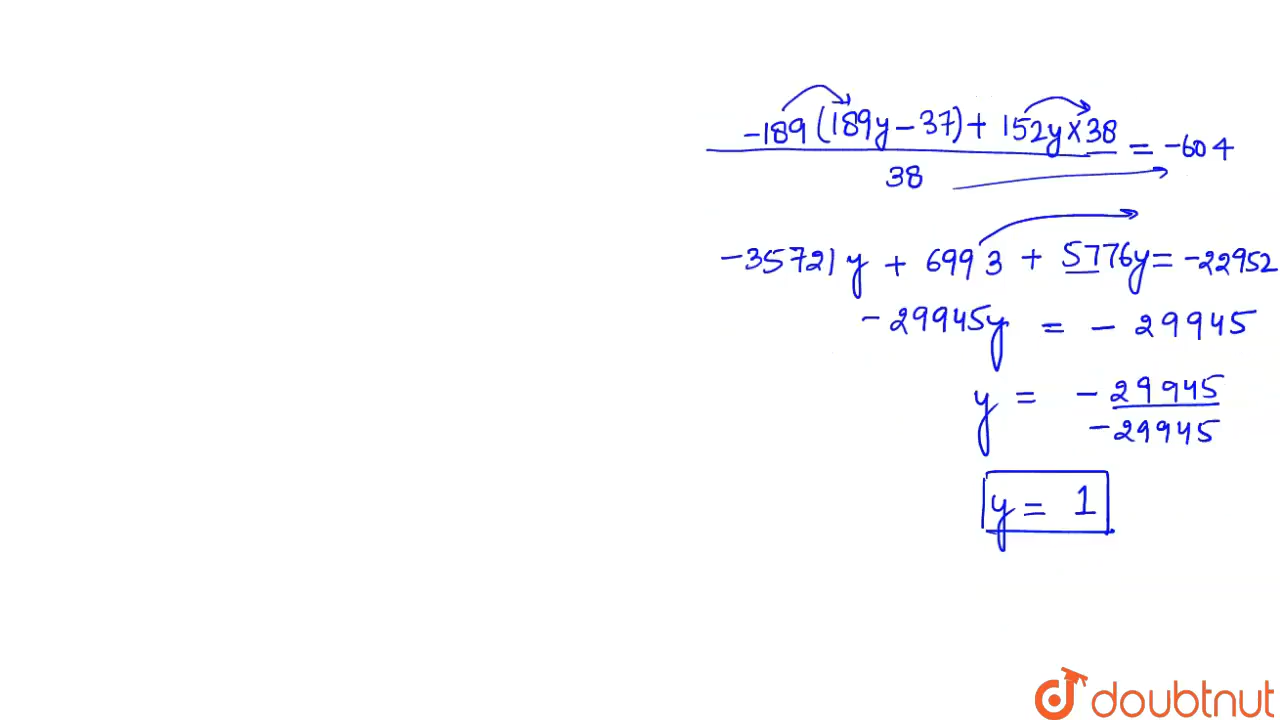 -189 (189y - 37) + 152y × 38
= -604
38
-35721y + 6993 + 5776y = -22952
-29945y = -29945
y = -29945
-29945
y = 1
doubtnut